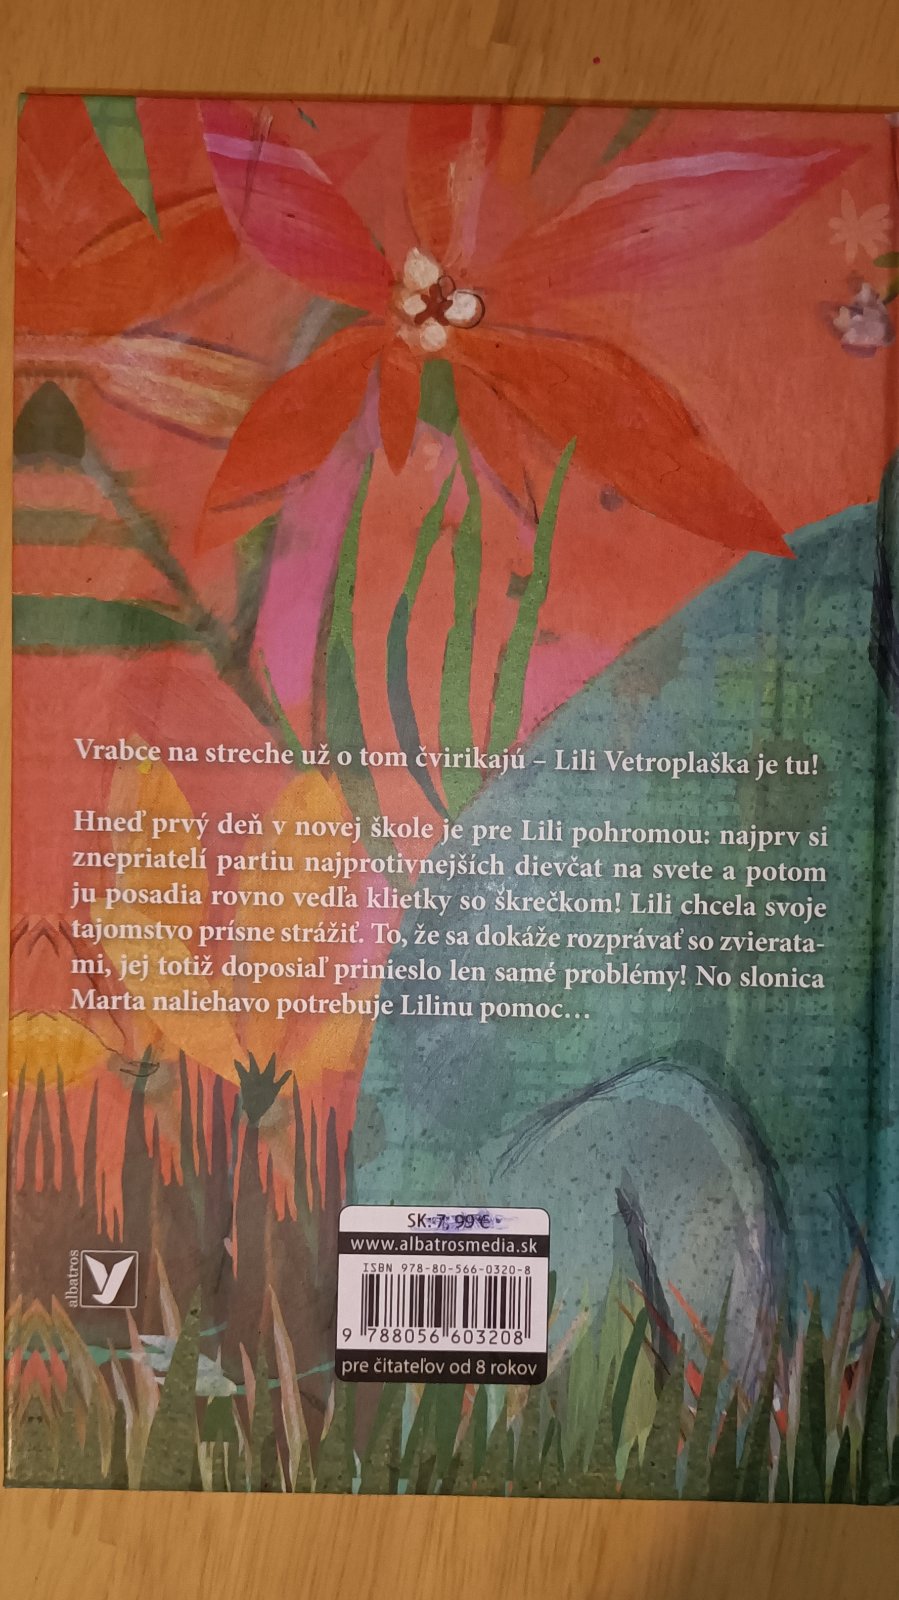 Vrabce na streche už o tom čvirikajú – Lili Vetroplaška je tu!
Hneď prvý deň v novej škole je pre Lili pohromou: najprv si
znepriatelí partiu najprotivnejších dievčat na svete a potom
ju posadia rovno vedľa klietky so škrečkom! Lili chcela svoje
tajomstvo prísne strážiť. To, že sa dokáže rozprávať so zvierata-
mi, jej totiž doposiaľ prinieslo len samé problémy! No slonica
Marta naliehavo potrebuje Lilinu pomoc…
albatros
SK: 7, 99 €
www.albatrosmedia.sk
ISBN 978-80-566-0320-8
9 788056 603208
pre čitateľov od 8 rokov